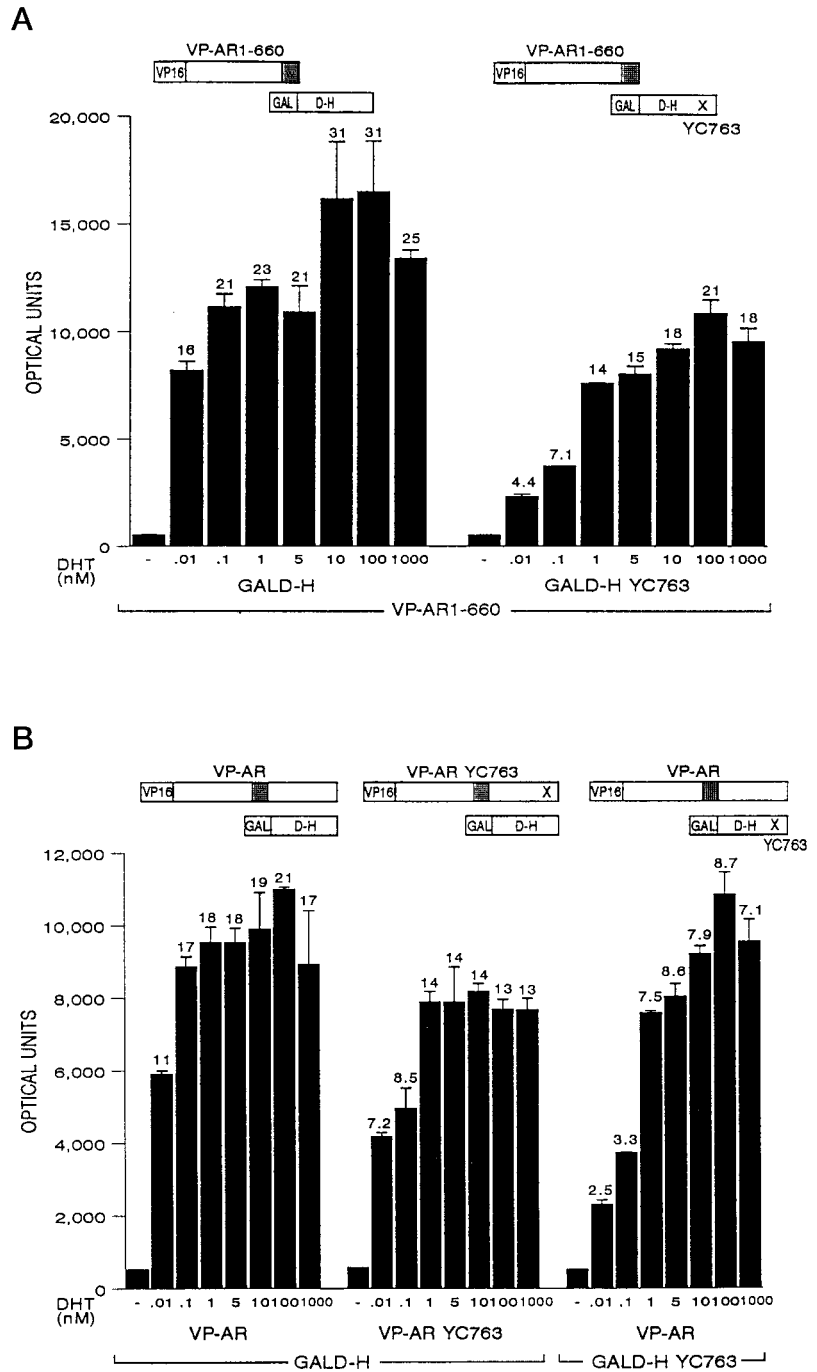 A
VP-AR1-660 VP-AR1-660
VP16 VP16
GAL D-H GAL D-H X
YC763
20,000
15,000
10,000
5,000
0
OPTICAL UNITS
16 21 23 21 31 31 25 4.4 7.1 14 15 18 21 18
DHT (nM) - .01 .1 1 5 10 100 1000 - .01 .1 1 5 10 100 1000
GALD-H GALD-H YC763
VP-AR1-660
B
VP-AR VP-AR YC763 VP-AR
VP16 VP16 X VP16
GAL D-H GAL D-H GAL D-H X
YC763
12,000
10,000
8,000
6,000
4,000
2,000
0
OPTICAL UNITS
11 17 18 18 19 21 17 7.2 8.5 14 14 14 13 13 2.5 3.3 7.5 8.6 7.9 8.7 7.1
DHT (nM) - .01 .1 1 5 10 100 1000 - .01 .1 1 5 10 100 1000 - .01 .1 1 5 10 100 1000
VP-AR VP-AR YC763 VP-AR
GALD-H GALD-H YC763